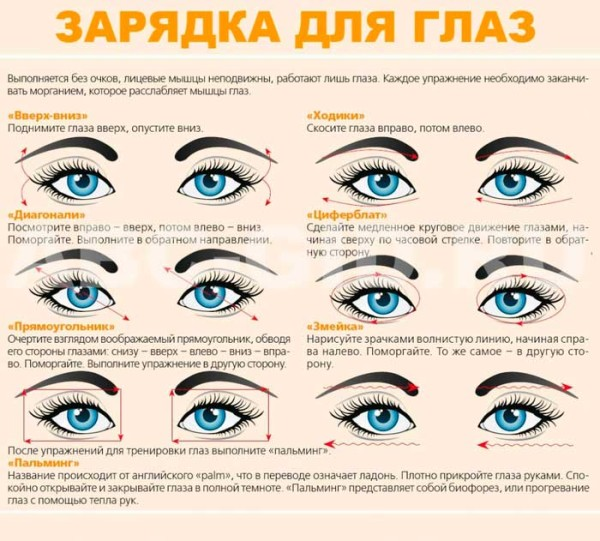 ЗАРЯДКА ДЛЯ ГЛАЗ
Выполняется без очков, лицевые мышцы неподвижны, работают лишь глаза. Каждое упражнение необходимо заканчи-
вать морганием, которое расслабляет мышцы глаз.
«Вверх-вниз»
Поднимите глаза вверх, опустите вниз.
«Ходики»
Скосите глаза вправо, потом влево.
«Диагонали»
Посмотрите вправо – вверх, потом влево – вниз.
Поморгайте. Выполните в обратном направлении.
«Циферблат»
Сделайте медленное круговое движение глазами, на-
чиная сверху по часовой стрелке. Повторите в обрат-
ную сторону.
«Прямоугольник»
Очертите взглядом воображаемый прямоугольник, обводя
его стороны глазами: снизу – вверх – влево – вниз – впра-
во. Поморгайте. Выполните упражнение в другую сторону.
«Змейка»
Нарисуйте зрачками волнистую линию, начиная спра-
ва налево. Поморгайте. То же самое – в другую сто-
рону.
После упражнений для тренировки глаз выполните «пальминг».
«Пальминг»
Название происходит от английского «palm», что в переводе означает ладонь. Плотно прикройте глаза руками. Спо-
койно открывайте и закрывайте глаза в полной темноте. «Пальминг» представляет собой биофорез, или прогревание
глаз с помощью тепла рук.